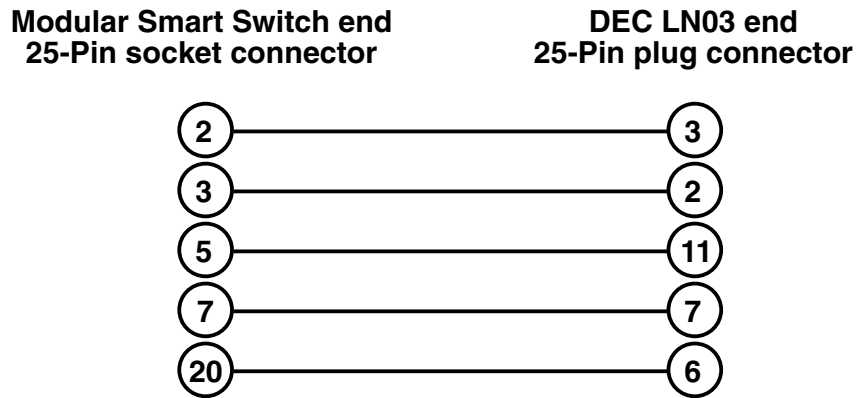 Modular Smart Switch end
25-Pin socket connector
DEC LN03 end
25-Pin plug connector
2 3
3 2
5 11
7 7
20 6